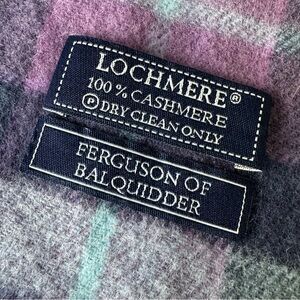 LOCHMERE®
100% CASHMERE
Ⓟ DRY CLEAN ONLY
FERGUSON OF
BALQUIDDER